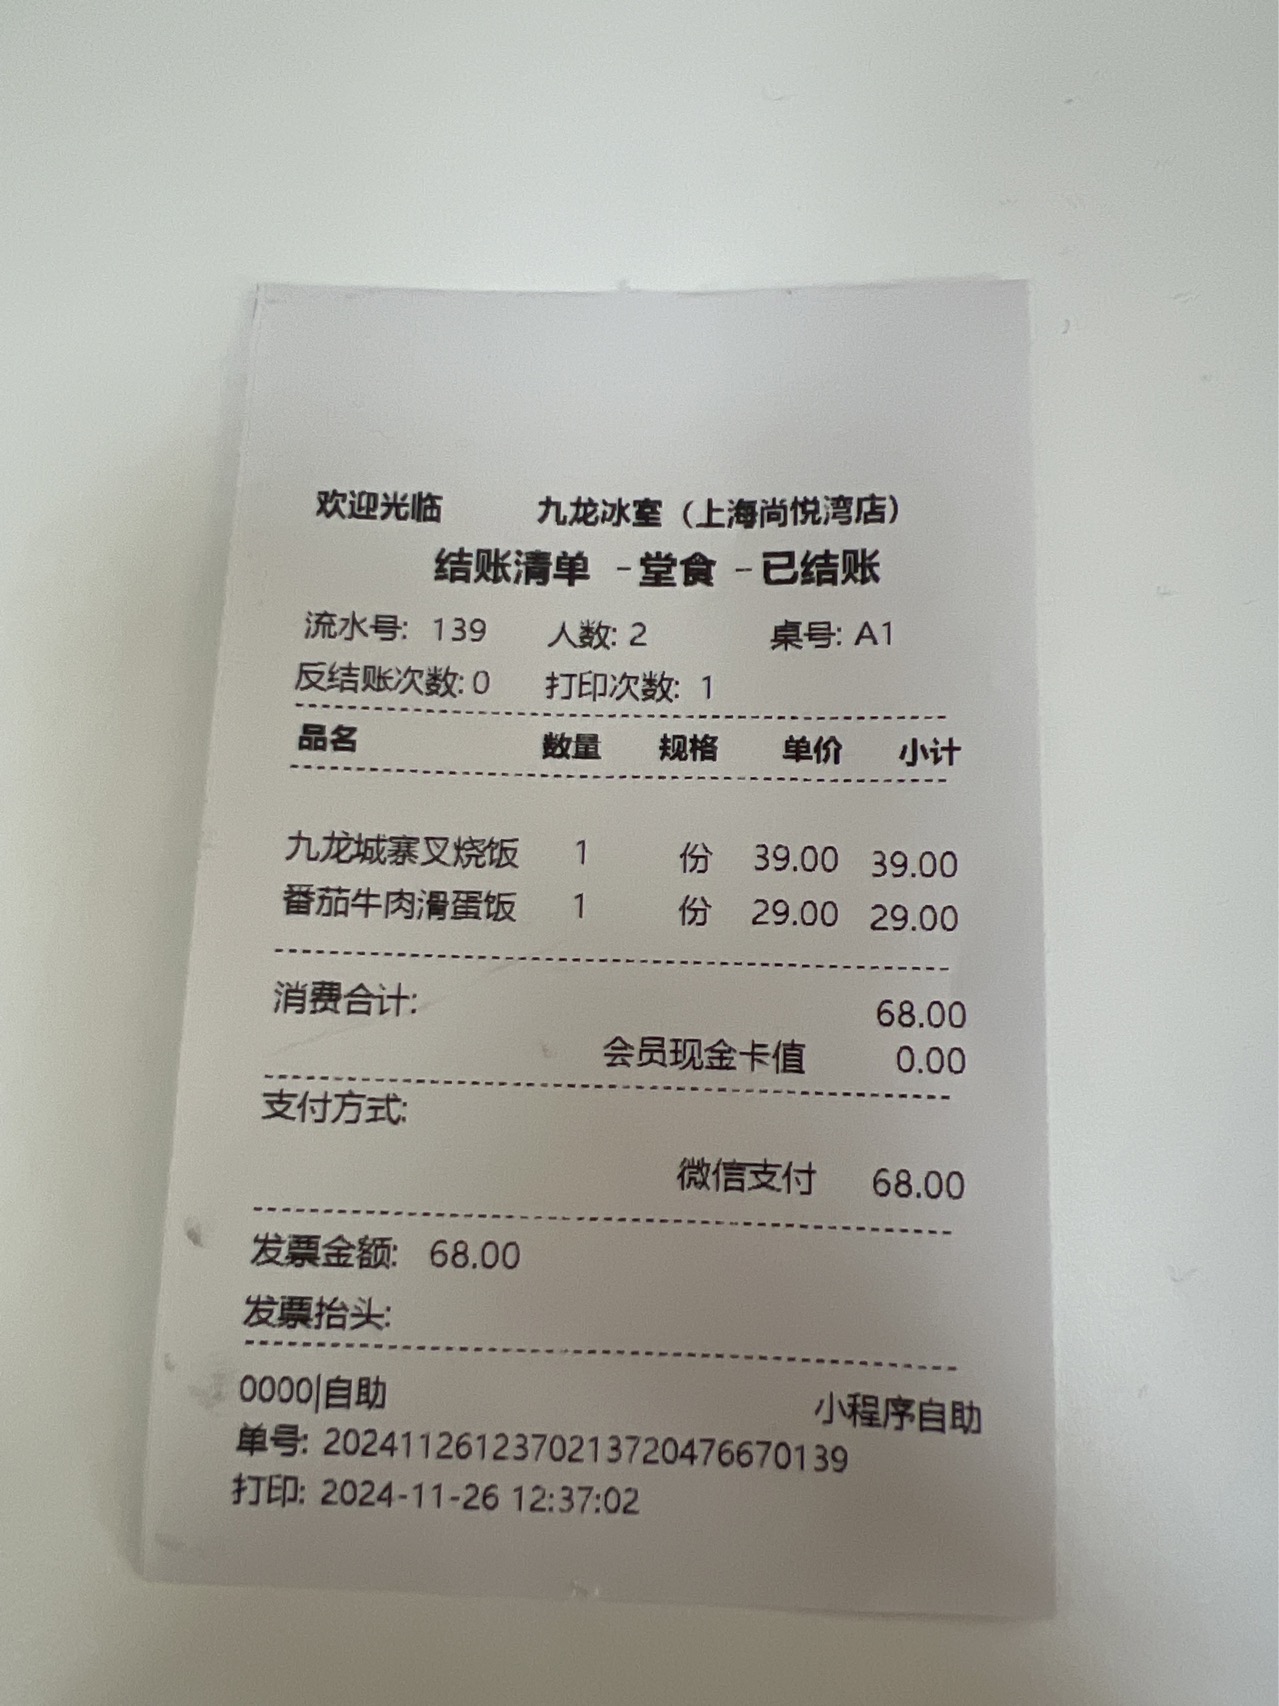 欢迎光临 九龙冰室（上海尚悦湾店）
结账清单 -堂食 -已结账
流水号: 139 人数: 2 桌号: A1
反结账次数: 0 打印次数: 1
品名 数量 规格 单价 小计
九龙城寨叉烧饭 1 份 39.00 39.00
番茄牛肉滑蛋饭 1 份 29.00 29.00
消费合计: 68.00
会员现金卡值 0.00
支付方式:
微信支付 68.00
发票金额: 68.00
发票抬头:
0000|自助 小程序自助
单号: 2024112612370213720476670139
打印: 2024-11-26 12:37:02